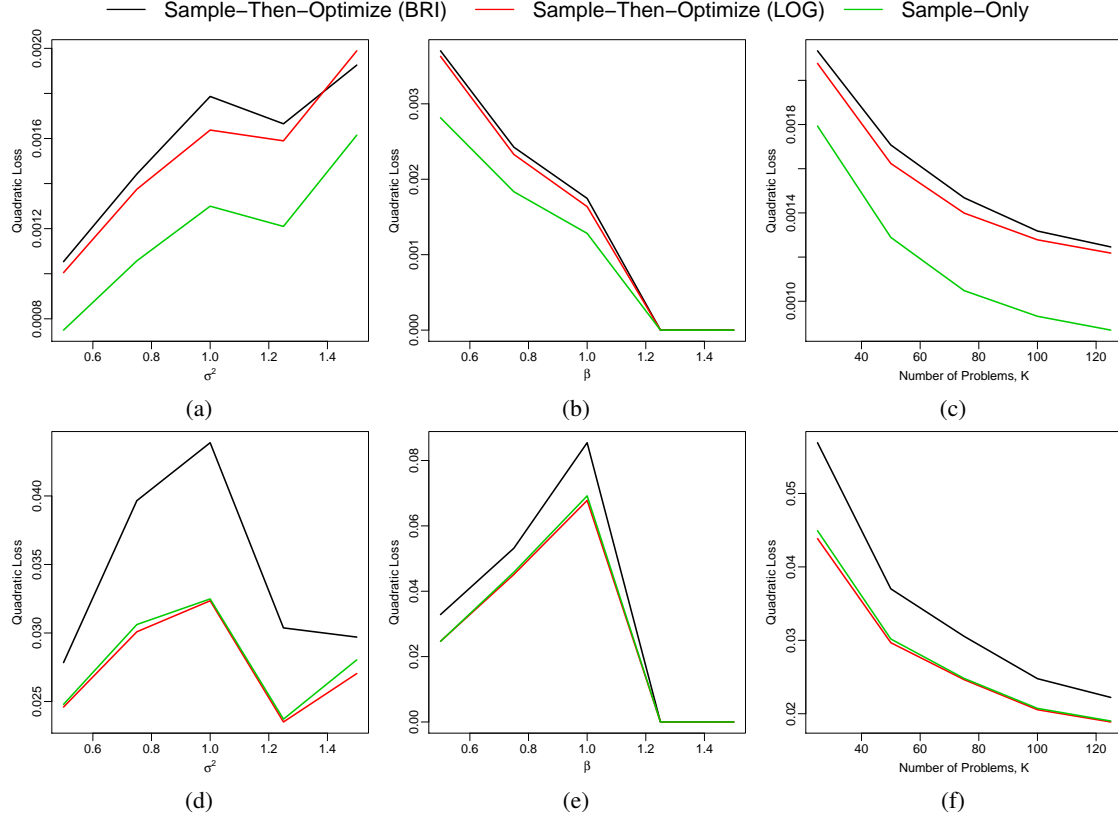 Sample−Then−Optimize (BRI) Sample−Then−Optimize (LOG) Sample−Only
0.0020
0.0016
0.0012
0.0008
Quadratic Loss
0.6 0.8 1.0 1.2 1.4
σ²
(a)
0.003
0.002
0.001
0.000
Quadratic Loss
0.6 0.8 1.0 1.2 1.4
β
(b)
0.0018
0.0014
0.0010
Quadratic Loss
40 60 80 100 120
Number of Problems, K
(c)
0.040
0.035
0.030
0.025
Quadratic Loss
0.6 0.8 1.0 1.2 1.4
σ²
(d)
0.08
0.06
0.04
0.02
0.00
Quadratic Loss
0.6 0.8 1.0 1.2 1.4
β
(e)
0.05
0.04
0.03
0.02
Quadratic Loss
40 60 80 100 120
Number of Problems, K
(f)